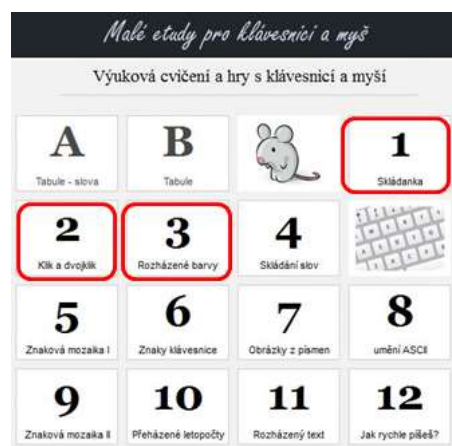 Malé etudy pro klávesnici a myš
Výuková cvičení a hry s klávesnicí a myší
A
B
1
Tabule - slova
Tabule
Skládanka
2
3
4
Klik a dvojklik
Rozházené barvy
Skládání slov
5
6
7
8
Znaková mozaika I
Znaky klávesnice
Obrázky z písmen
umění ASCII
9
10
11
12
Znaková mozaika II
Přeházené letopočty
Rozházený text
Jak rychle píšeš?